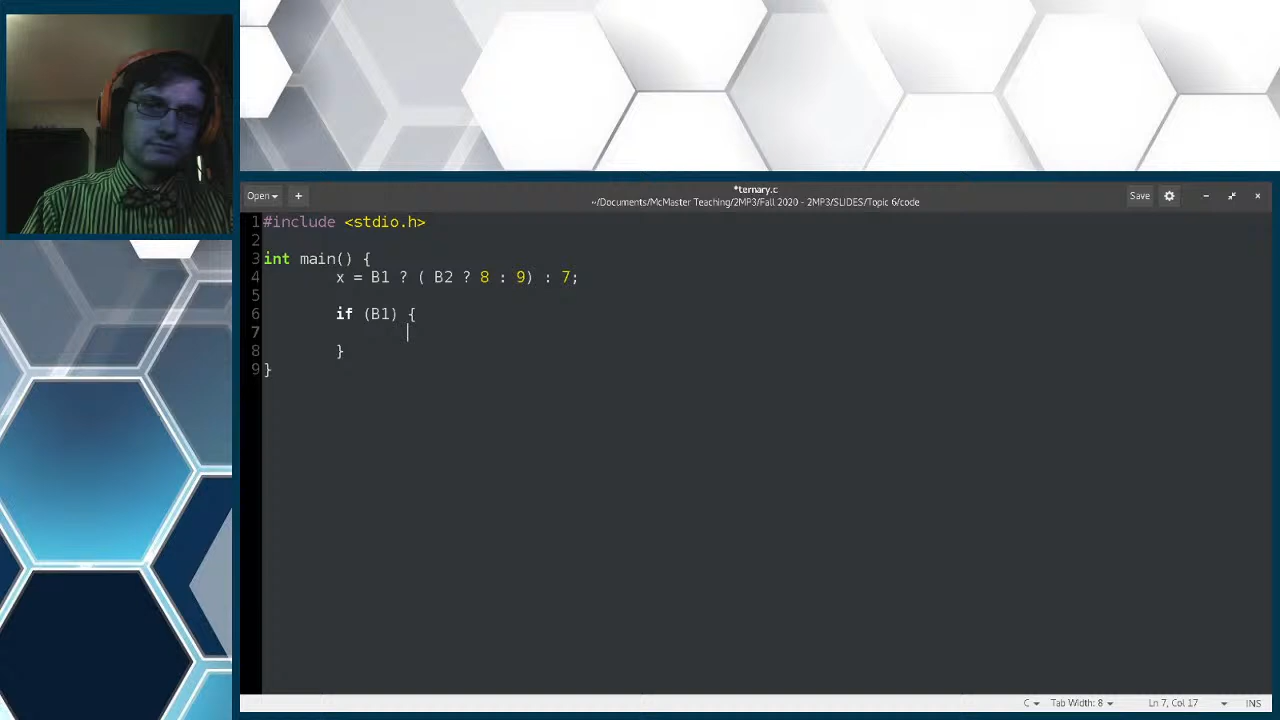 *ternary.c
Open + ~/Documents/McMaster Teaching/2MP3/Fall 2020 - 2MP3/SLIDES/Topic 6/code Save
1 #include <stdio.h>
2
3 int main() {
4 x = B1 ? ( B2 ? 8 : 9) : 7;
5
6 if (B1) {
7
8 }
9 }
C Tab Width: 8 Ln 7, Col 17 INS